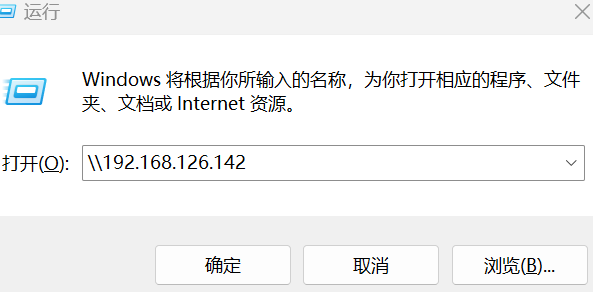 运行
Windows 将根据你所输入的名称，为你打开相应的程序、文件
夹、文档或 Internet 资源。
打开(O): \\192.168.126.142
确定 取消 浏览(B)...